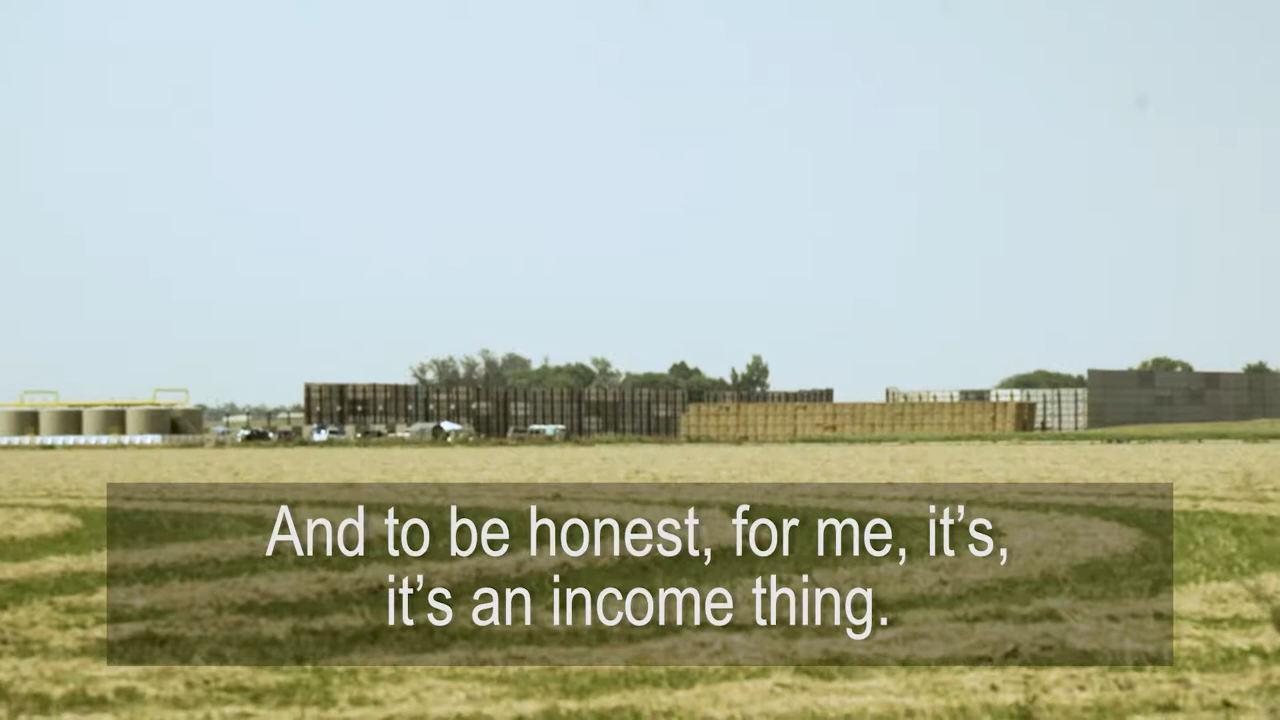 And to be honest, for me, it’s,
it’s an income thing.